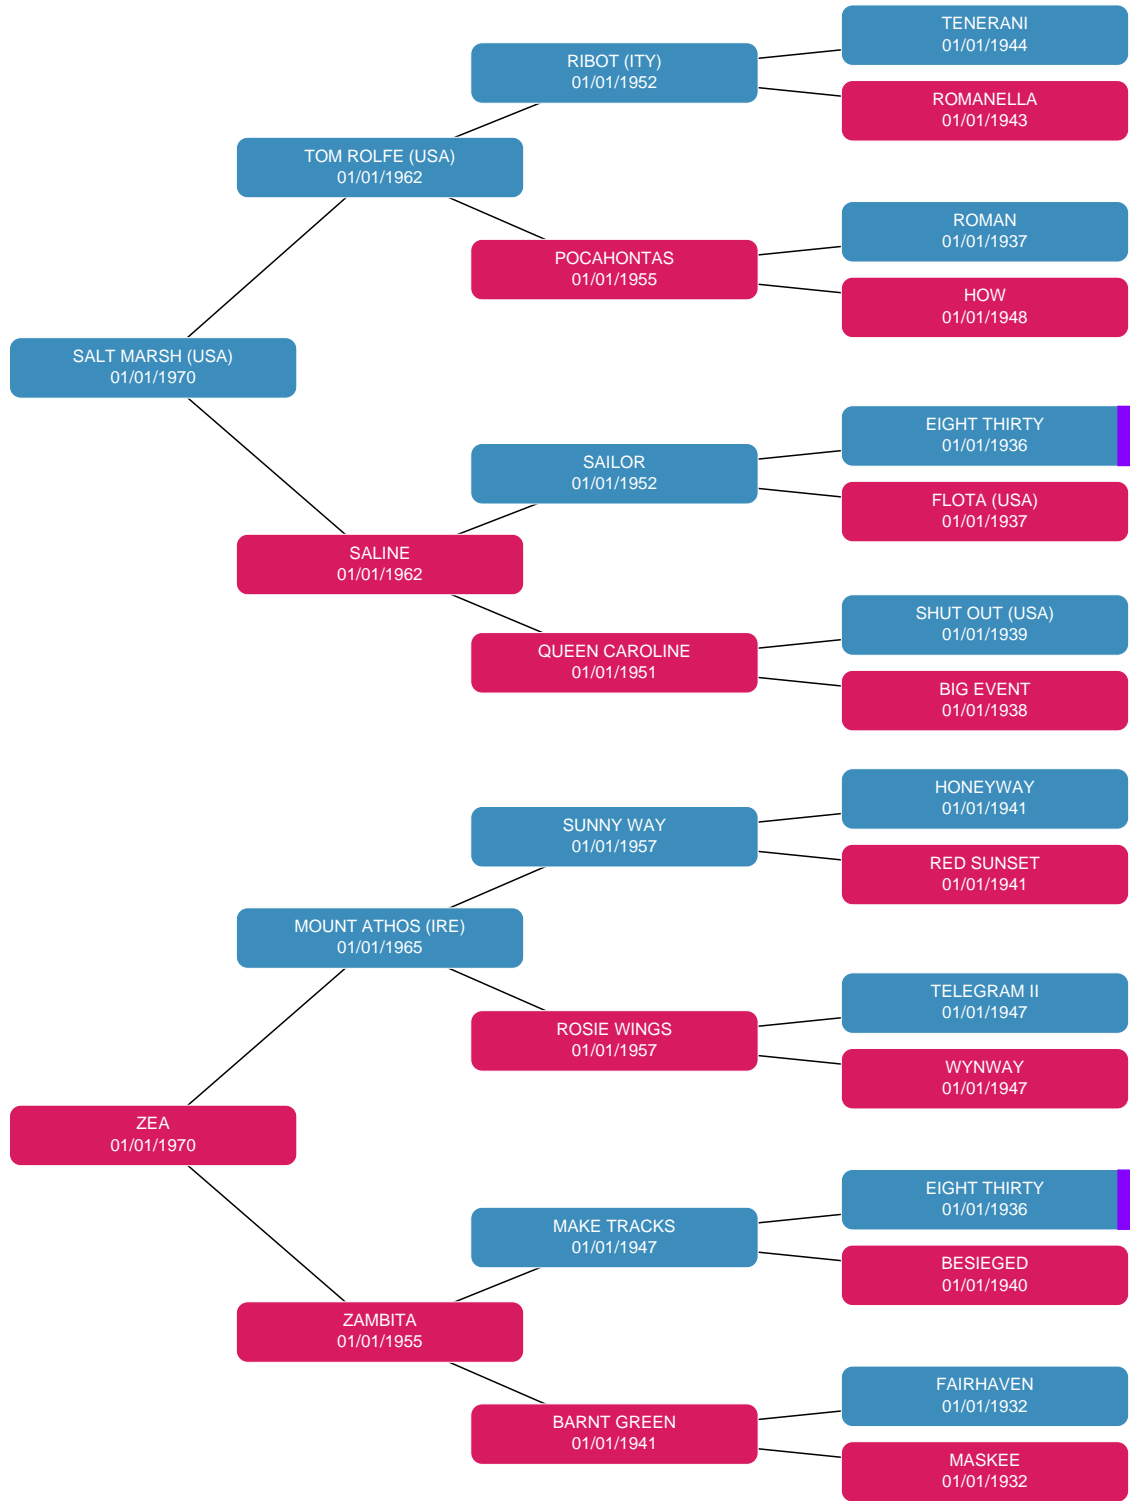 TENERANI
01/01/1944
RIBOT (ITY)
01/01/1952
ROMANELLA
01/01/1943
TOM ROLFE (USA)
01/01/1962
ROMAN
01/01/1937
POCAHONTAS
01/01/1955
HOW
01/01/1948
SALT MARSH (USA)
01/01/1970
EIGHT THIRTY
01/01/1936
SAILOR
01/01/1952
FLOTA (USA)
01/01/1937
SALINE
01/01/1962
SHUT OUT (USA)
01/01/1939
QUEEN CAROLINE
01/01/1951
BIG EVENT
01/01/1938
HONEYWAY
01/01/1941
SUNNY WAY
01/01/1957
RED SUNSET
01/01/1941
MOUNT ATHOS (IRE)
01/01/1965
TELEGRAM II
01/01/1947
ROSIE WINGS
01/01/1957
WYNWAY
01/01/1947
ZEA
01/01/1970
EIGHT THIRTY
01/01/1936
MAKE TRACKS
01/01/1947
BESIEGED
01/01/1940
ZAMBITA
01/01/1955
FAIRHAVEN
01/01/1932
BARNT GREEN
01/01/1941
MASKEE
01/01/1932